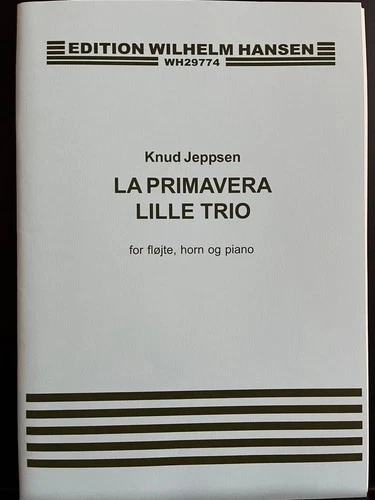 EDITION WILHELM HANSEN
WH29774
Knud Jeppsen
LA PRIMAVERA
LILLE TRIO
for fløjte, horn og piano